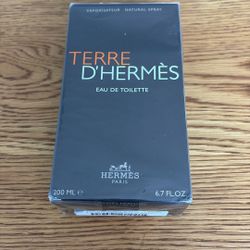 VAPORISATEUR NATURAL SPRAY
TERRE
D'HERMÈS
EAU DE TOILETTE
HERMÈS
PARIS
200 ML e 6.7 FL.OZ.